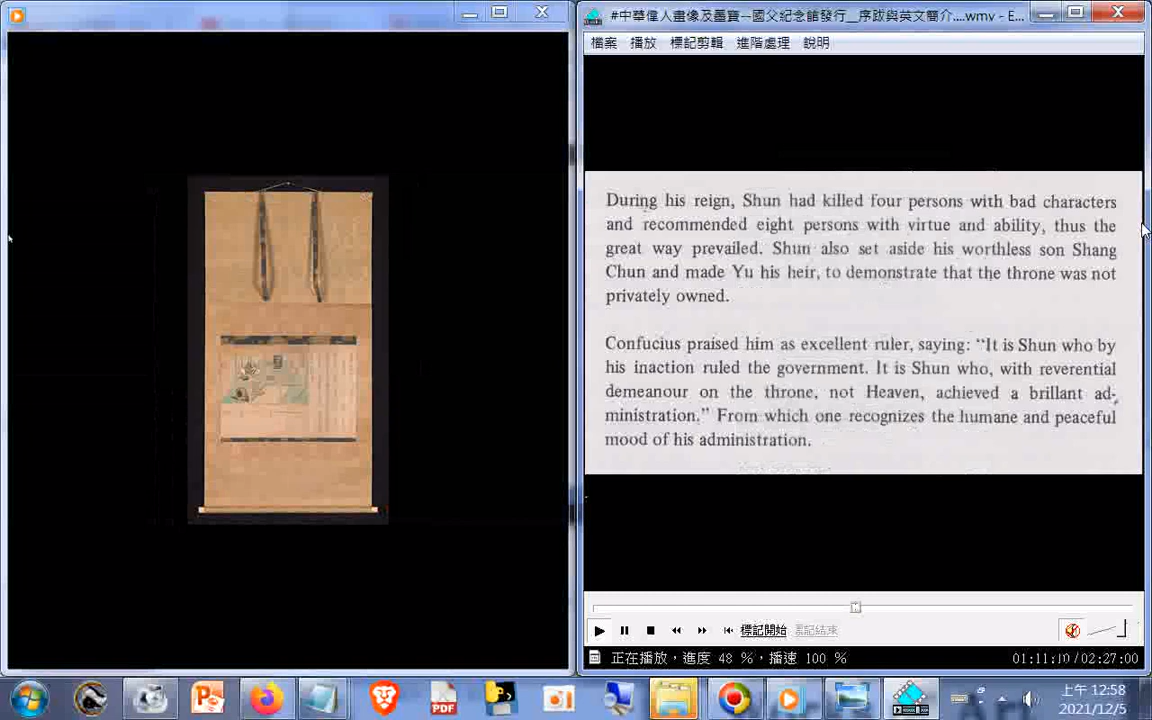 #中華偉人畫像及墨寶─國父紀念館發行__序跋與英文簡介....wmv - E...
檔案 播放 標記剪輯 進階處理 說明
During his reign, Shun had killed four persons with bad characters
and recommended eight persons with virtue and ability, thus the
great way prevailed. Shun also set aside his worthless son Shang
Chun and made Yu his heir, to demonstrate that the throne was not
privately owned.
Confucius praised him as excellent ruler, saying: “It is Shun who by
his inaction ruled the government. It is Shun who, with reverential
demeanour on the throne, not Heaven, achieved a brillant ad-
ministration.” From which one recognizes the humane and peaceful
mood of his administration.
標記開始 標記結束
正在播放，進度 48 %，播速 100 %
01:11:10 / 02:27:00
PDF
上午 12:58
2021/12/5